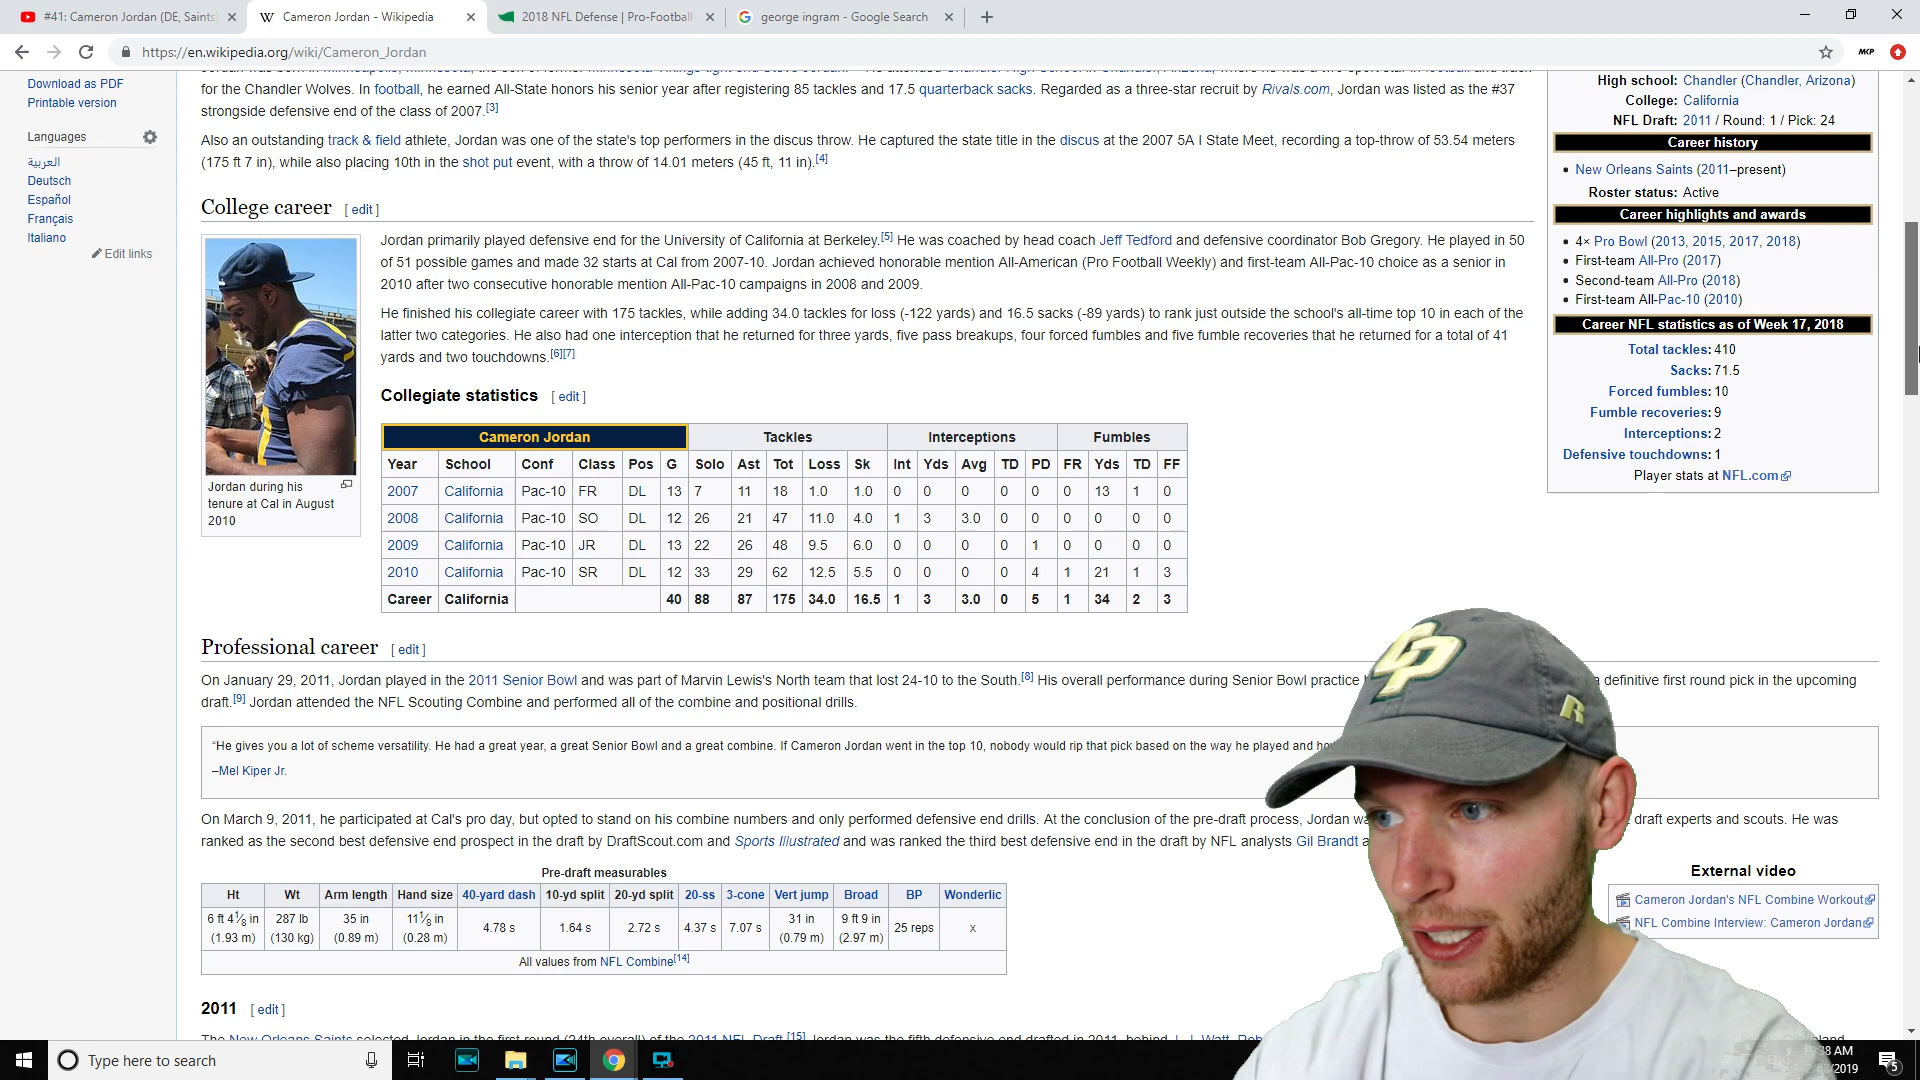 #41: Cameron Jordan (DE, Saints
Cameron Jordan - Wikipedia
2018 NFL Defense | Pro-Football
george ingram - Google Search
https://en.wikipedia.org/wiki/Cameron_Jordan
MKP
Download as PDF
Printable version
Languages
العربية
Deutsch
Español
Français
Italiano
Edit links
for the Chandler Wolves. In football, he earned All-State honors his senior year after registering 85 tackles and 17.5 quarterback sacks. Regarded as a three-star recruit by Rivals.com, Jordan was listed as the #37
strongside defensive end of the class of 2007.[3]
Also an outstanding track & field athlete, Jordan was one of the state's top performers in the discus throw. He captured the state title in the discus at the 2007 5A I State Meet, recording a top-throw of 53.54 meters
(175 ft 7 in), while also placing 10th in the shot put event, with a throw of 14.01 meters (45 ft, 11 in).[4]
College career [ edit ]
Jordan primarily played defensive end for the University of California at Berkeley.[5] He was coached by head coach Jeff Tedford and defensive coordinator Bob Gregory. He played in 50
of 51 possible games and made 32 starts at Cal from 2007-10. Jordan achieved honorable mention All-American (Pro Football Weekly) and first-team All-Pac-10 choice as a senior in
2010 after two consecutive honorable mention All-Pac-10 campaigns in 2008 and 2009.
He finished his collegiate career with 175 tackles, while adding 34.0 tackles for loss (-122 yards) and 16.5 sacks (-89 yards) to rank just outside the school's all-time top 10 in each of the
latter two categories. He also had one interception that he returned for three yards, five pass breakups, four forced fumbles and five fumble recoveries that he returned for a total of 41
yards and two touchdowns.[6][7]
Jordan during his
tenure at Cal in August
2010
Collegiate statistics [ edit ]
Cameron Jordan Tackles Interceptions Fumbles
Year School Conf Class Pos G Solo Ast Tot Loss Sk Int Yds Avg TD PD FR Yds TD FF
2007 California Pac-10 FR DL 13 7 11 18 1.0 1.0 0 0 0 0 0 0 13 1 0
2008 California Pac-10 SO DL 12 26 21 47 11.0 4.0 1 3 3.0 0 0 0 0 0 0
2009 California Pac-10 JR DL 13 22 26 48 9.5 6.0 0 0 0 0 1 0 0 0 0
2010 California Pac-10 SR DL 12 33 29 62 12.5 5.5 0 0 0 0 4 1 21 1 3
Career California 40 88 87 175 34.0 16.5 1 3 3.0 0 5 1 34 2 3
High school: Chandler (Chandler, Arizona)
College: California
NFL Draft: 2011 / Round: 1 / Pick: 24
Career history
• New Orleans Saints (2011–present)
Roster status: Active
Career highlights and awards
• 4× Pro Bowl (2013, 2015, 2017, 2018)
• First-team All-Pro (2017)
• Second-team All-Pro (2018)
• First-team All-Pac-10 (2010)
Career NFL statistics as of Week 17, 2018
Total tackles: 410
Sacks: 71.5
Forced fumbles: 10
Fumble recoveries: 9
Interceptions: 2
Defensive touchdowns: 1
Player stats at NFL.com
Professional career [ edit ]
On January 29, 2011, Jordan played in the 2011 Senior Bowl and was part of Marvin Lewis's North team that lost 24-10 to the South.[8] His overall performance during Senior Bowl practice a definitive first round pick in the upcoming
draft.[9] Jordan attended the NFL Scouting Combine and performed all of the combine and positional drills.
“He gives you a lot of scheme versatility. He had a great year, a great Senior Bowl and a great combine. If Cameron Jordan went in the top 10, nobody would rip that pick based on the way he played and
–Mel Kiper Jr.
On March 9, 2011, he participated at Cal's pro day, but opted to stand on his combine numbers and only performed defensive end drills. At the conclusion of the pre-draft process, Jordan draft experts and scouts. He was
ranked as the second best defensive end prospect in the draft by DraftScout.com and Sports Illustrated and was ranked the third best defensive end in the draft by NFL analysts Gil Brandt
Pre-draft measurables
Ht Wt Arm length Hand size 40-yard dash 10-yd split 20-yd split 20-ss 3-cone Vert jump Broad BP Wonderlic
6 ft 4 1⁄8 in 287 lb 35 in 11 1⁄8 in 4.78 s 1.64 s 2.72 s 4.37 s 7.07 s 31 in 9 ft 9 in 25 reps x
(1.93 m) (130 kg) (0.89 m) (0.28 m) (0.79 m) (2.97 m)
All values from NFL Combine[14]
External video
Cameron Jordan's NFL Combine Workout
NFL Combine Interview: Cameron Jordan
CP
R
2011 [ edit ]
The New Orleans Saints selected Jordan in the first round (24th overall) of the 2011 NFL Draft.[15] Jordan was the fifth defensive end drafted in 2011, behind J. J. Watt,
Type here to search
:38 AM
/2019
5